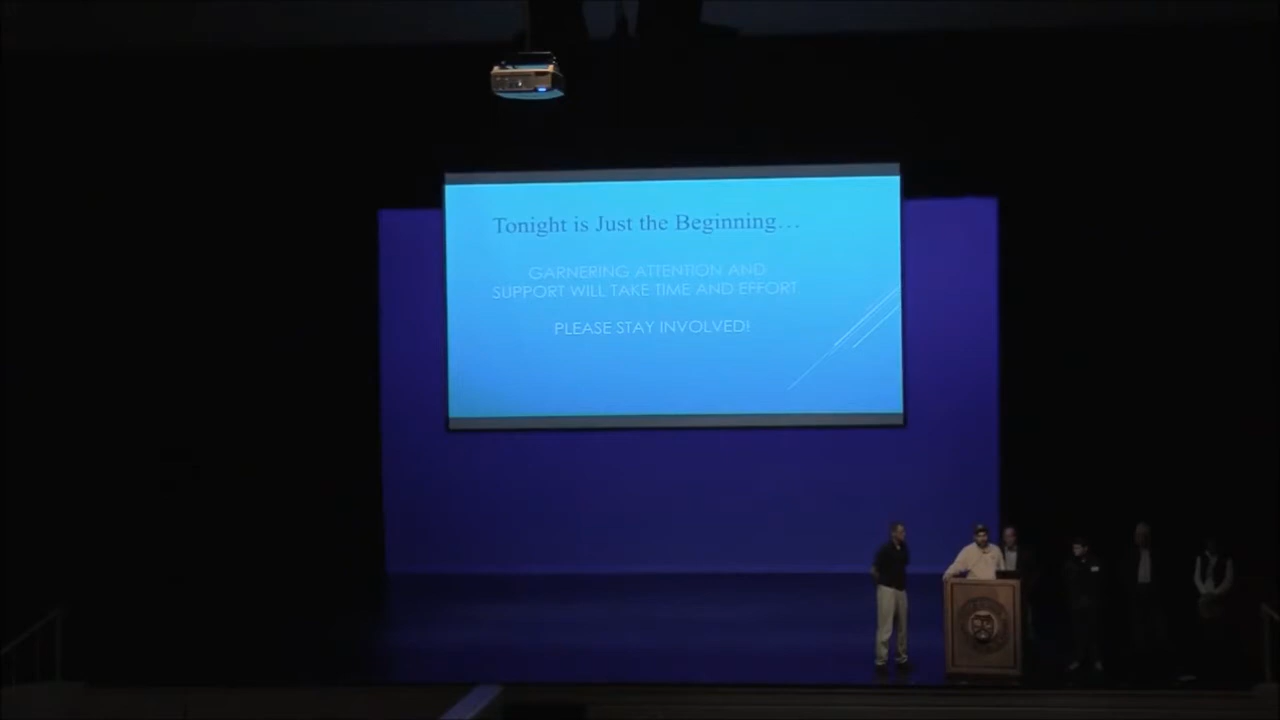 Tonight is Just the Beginning...
GARNERING ATTENTION AND
SUPPORT WILL TAKE TIME AND EFFORT
PLEASE STAY INVOLVED!